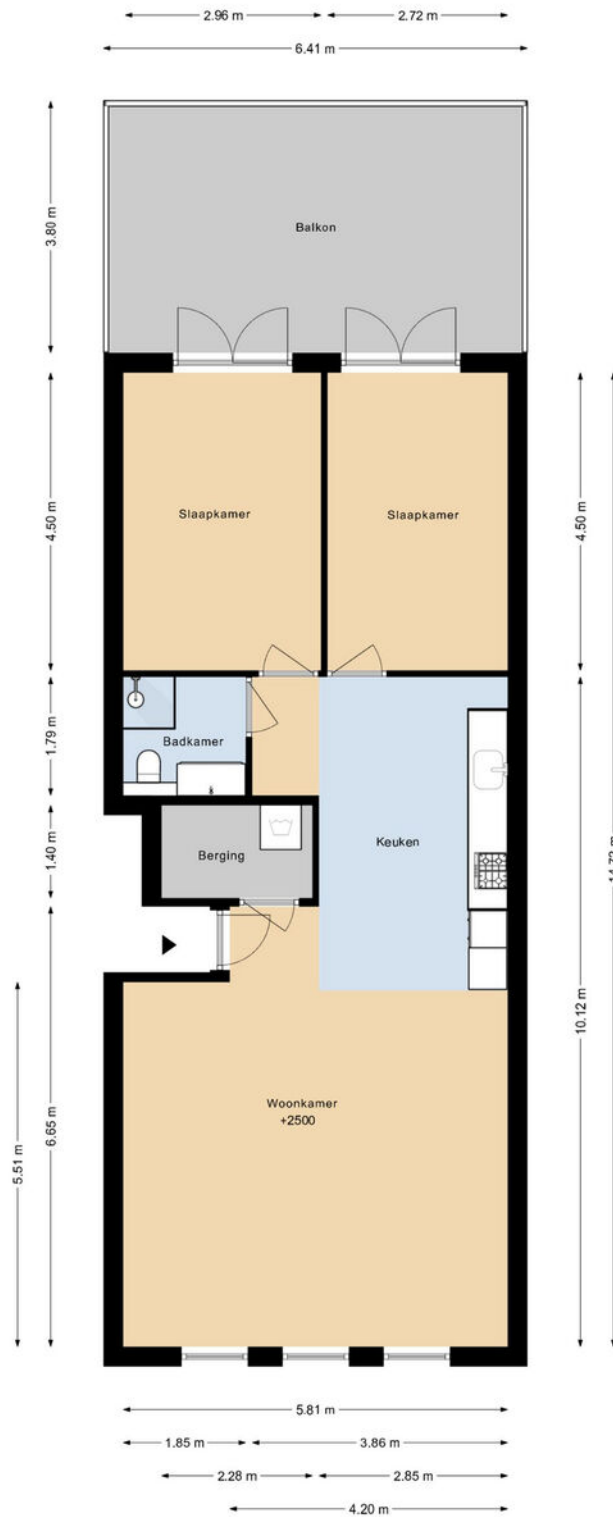 2.96 m
2.72 m
6.41 m
3.80 m
Balkon
4.50 m
Slaapkamer
Slaapkamer
4.50 m
1.79 m
Badkamer
1.40 m
Berging
Keuken
14.72 m
10.12 m
Woonkamer
+2500
6.65 m
5.51 m
5.81 m
1.85 m
3.86 m
2.28 m
2.85 m
4.20 m